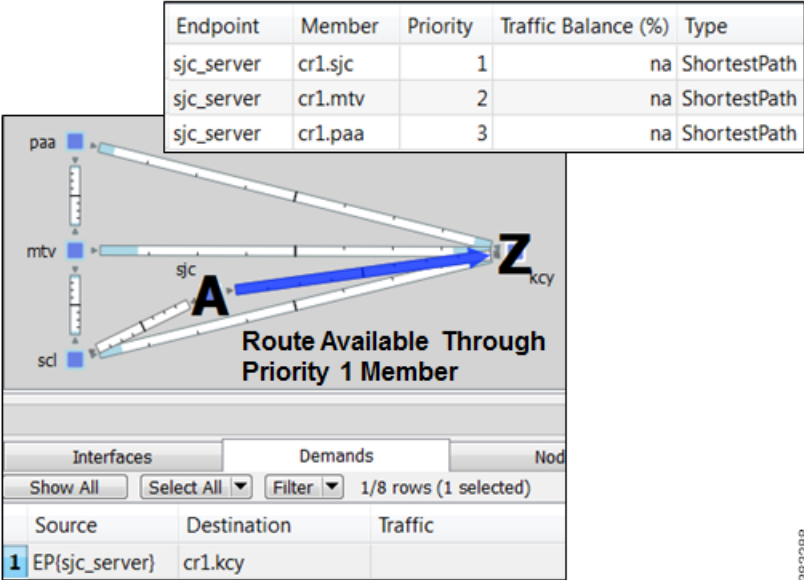 Endpoint Member Priority Traffic Balance (%) Type
sjc_server cr1.sjc 1 na ShortestPath
sjc_server cr1.mtv 2 na ShortestPath
sjc_server cr1.paa 3 na ShortestPath
paa
mtv
sjc
A
Z
kcy
scl
Route Available Through
Priority 1 Member
Interfaces Demands Nod
Show All Select All Filter 1/8 rows (1 selected)
Source Destination Traffic
1 EP{sjc_server} cr1.kcy